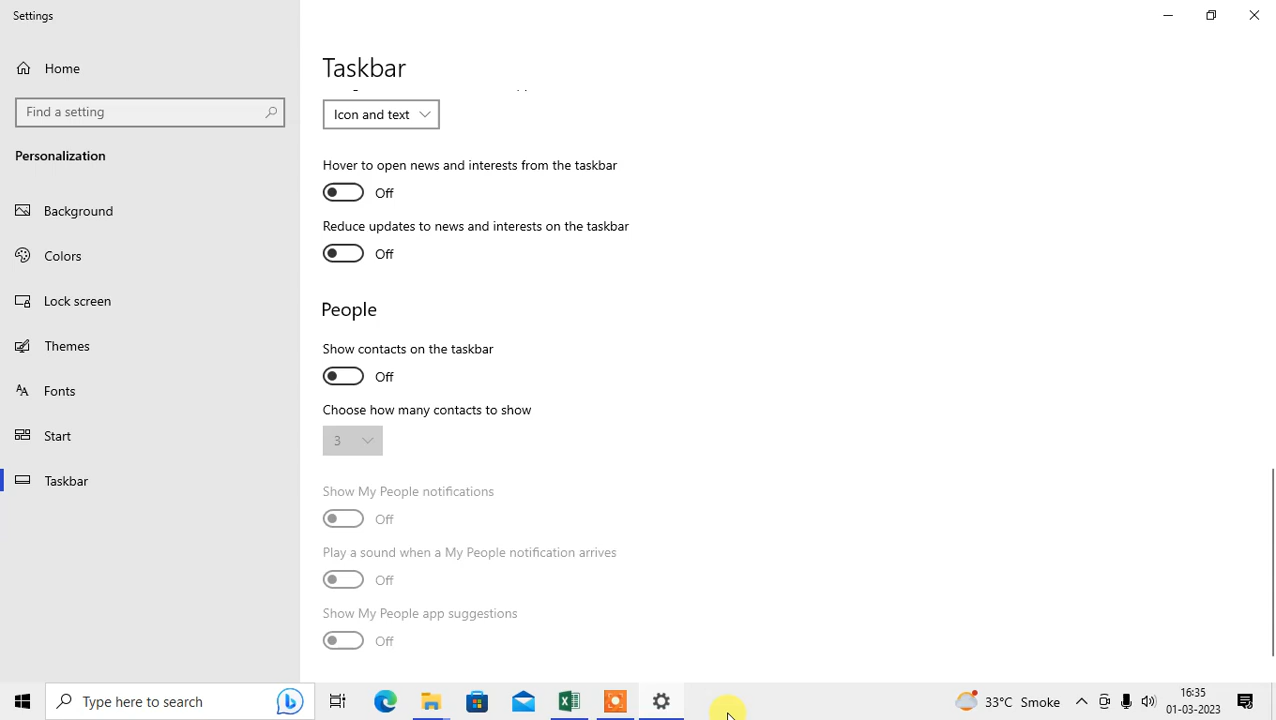 Settings
Home
Find a setting
Personalization
Background
Colors
Lock screen
Themes
Fonts
Start
Taskbar
Taskbar
Icon and text
Hover to open news and interests from the taskbar
Off
Reduce updates to news and interests on the taskbar
Off
People
Show contacts on the taskbar
Off
Choose how many contacts to show
3
Show My People notifications
Off
Play a sound when a My People notification arrives
Off
Show My People app suggestions
Off
Type here to search
33°C Smoke
16:35
01-03-2023